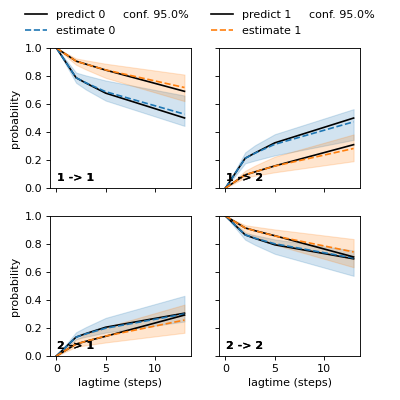 predict 0 conf. 95.0% predict 1 conf. 95.0%
estimate 0 estimate 1
1.0
0.8
0.6
0.4
0.2
0.0
probability
1 -> 1
1 -> 2
1.0
0.8
0.6
0.4
0.2
0.0
probability
2 -> 1
2 -> 2
0 5 10 0 5 10
lagtime (steps) lagtime (steps)